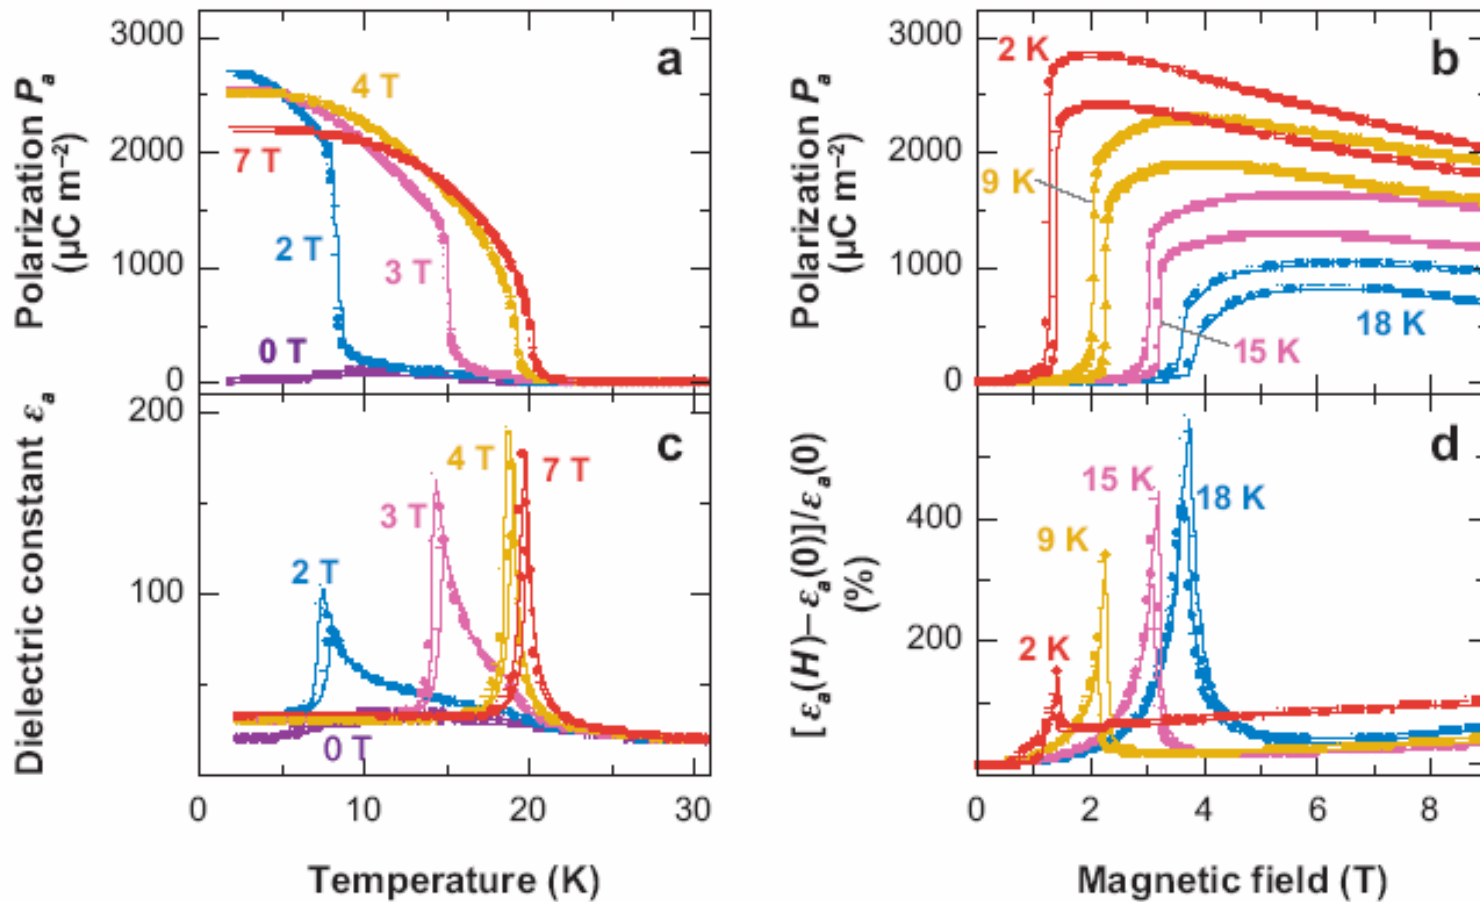 Polarization Pa
(µC m−2)
3000
2000
1000
0
a
4 T
7 T
2 T
3 T
0 T
Polarization Pa
(µC m−2)
3000
2000
1000
0
b
2 K
9 K
15 K
18 K
Dielectric constant εa
200
100
c
4 T
7 T
3 T
2 T
0 T
0
10
20
30
Temperature (K)
[εa(H)−εa(0)]/εa(0)
(%)
400
200
d
15 K
18 K
9 K
2 K
0
2
4
6
8
Magnetic field (T)